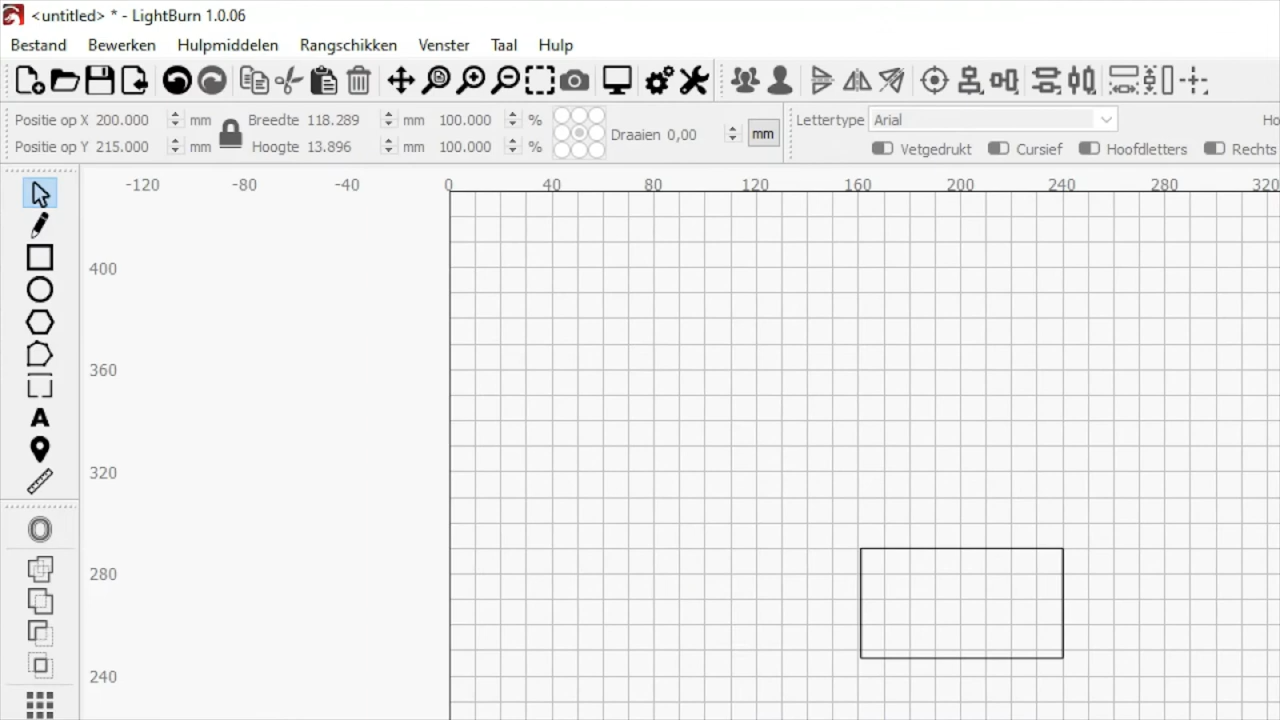 <untitled> * - LightBurn 1.0.06
Bestand Bewerken Hulpmiddelen Rangschikken Venster Taal Hulp
Positie op X 200.000 mm Breedte 118.289 mm 100.000 % Lettertype Arial Ho
Positie op Y 215.000 mm Hoogte 13.896 mm 100.000 % Draaien 0,00 mm Vetgedrukt Cursief Hoofdletters Rechts
-120 -80 -40 0 40 80 120 160 200 240 280 320
400
360
320
280
240